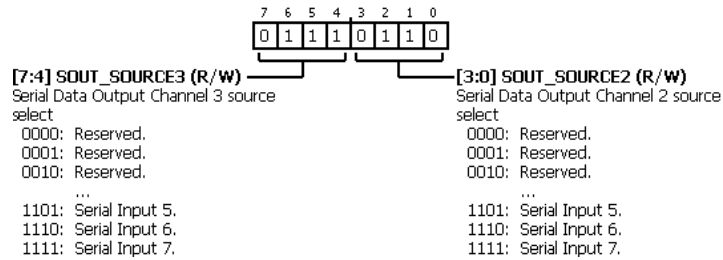 7 6 5 4 3 2 1 0
0 1 1 1 0 1 1 0
[7:4] SOUT_SOURCE3 (R/W)
Serial Data Output Channel 3 source
select
0000: Reserved.
0001: Reserved.
0010: Reserved.
...
1101: Serial Input 5.
1110: Serial Input 6.
1111: Serial Input 7.
[3:0] SOUT_SOURCE2 (R/W)
Serial Data Output Channel 2 source
select
0000: Reserved.
0001: Reserved.
0010: Reserved.
...
1101: Serial Input 5.
1110: Serial Input 6.
1111: Serial Input 7.